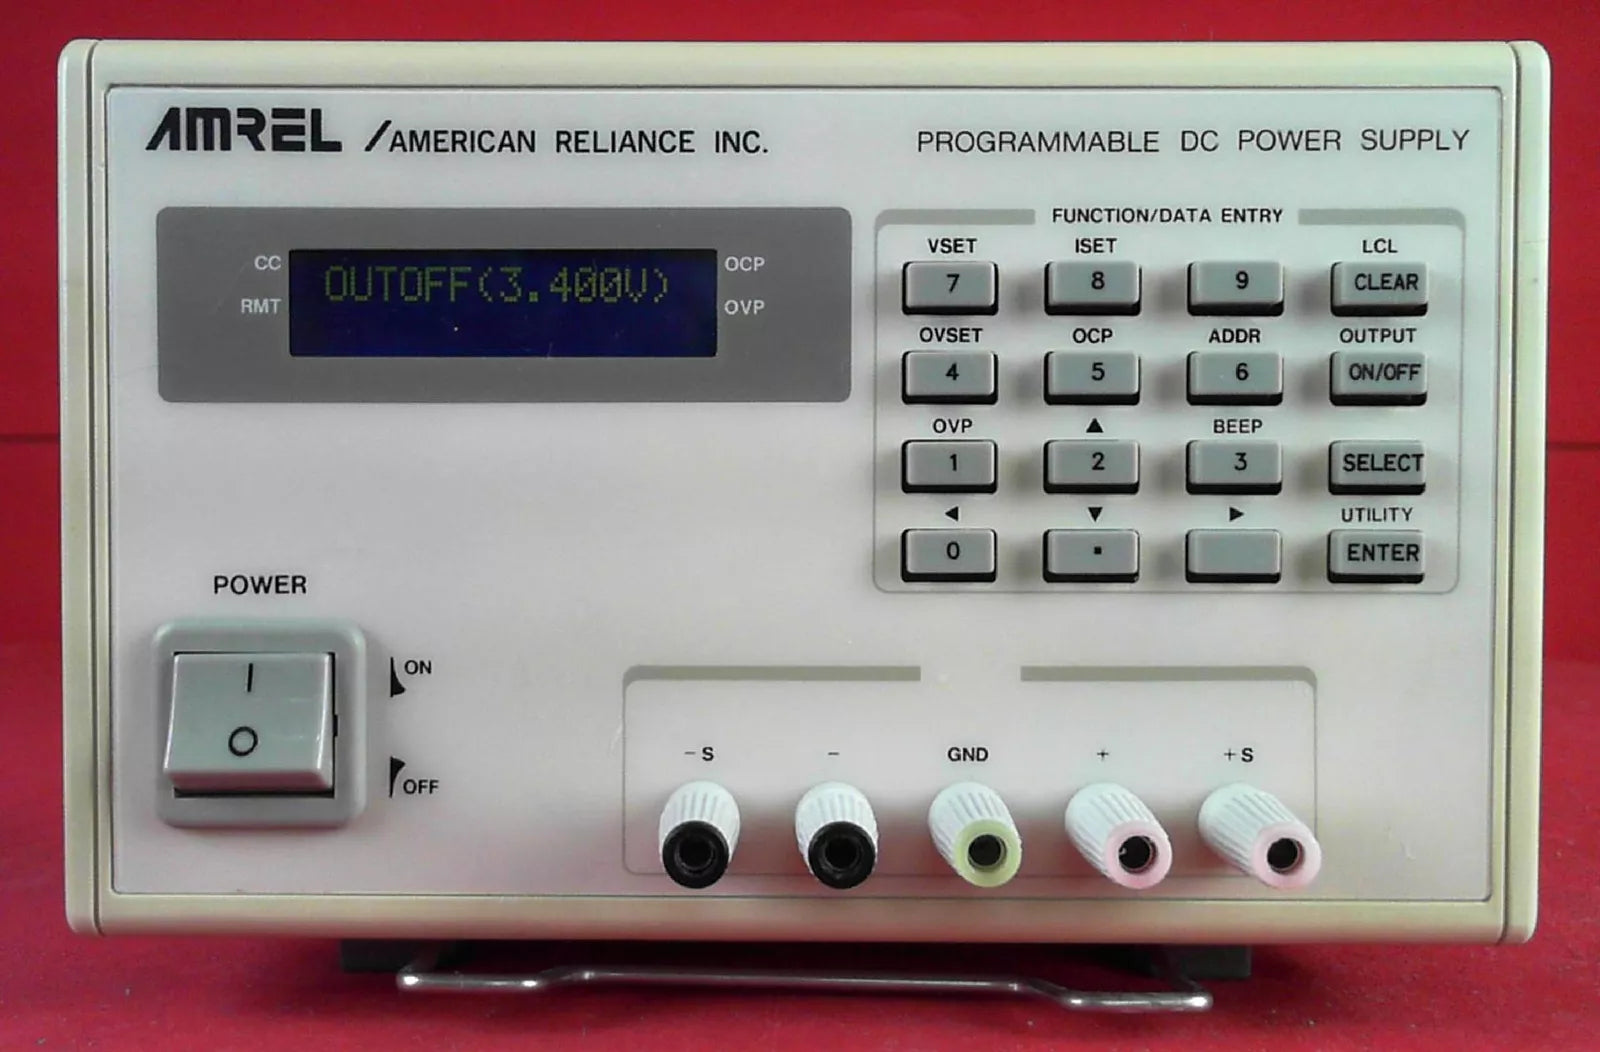 AMREL /AMERICAN RELIANCE INC.
PROGRAMMABLE DC POWER SUPPLY
CC
RMT
OUTOFF(3.400V)
OCP
OVP
FUNCTION/DATA ENTRY
VSET ISET LCL
7 8 9 CLEAR
OVSET OCP ADDR OUTPUT
4 5 6 ON/OFF
OVP ▲ BEEP
1 2 3 SELECT
◀ ▼ ▶ UTILITY
0 . ENTER
POWER
I
O
ON
OFF
- S - GND + + S